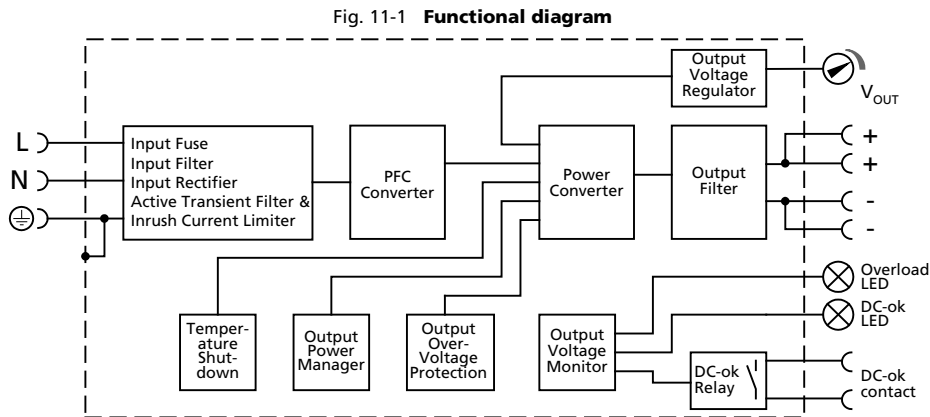 Fig. 11-1 Functional diagram
Output
Voltage
Regulator
V_OUT
L
N
Input Fuse
Input Filter
Input Rectifier
Active Transient Filter &
Inrush Current Limiter
PFC
Converter
Power
Converter
Output
Filter
+
+
-
-
Temper-
ature
Shut-
down
Output
Power
Manager
Output
Over-
Voltage
Protection
Output
Voltage
Monitor
Overload
LED
DC-ok
LED
DC-ok
Relay
DC-ok
contact